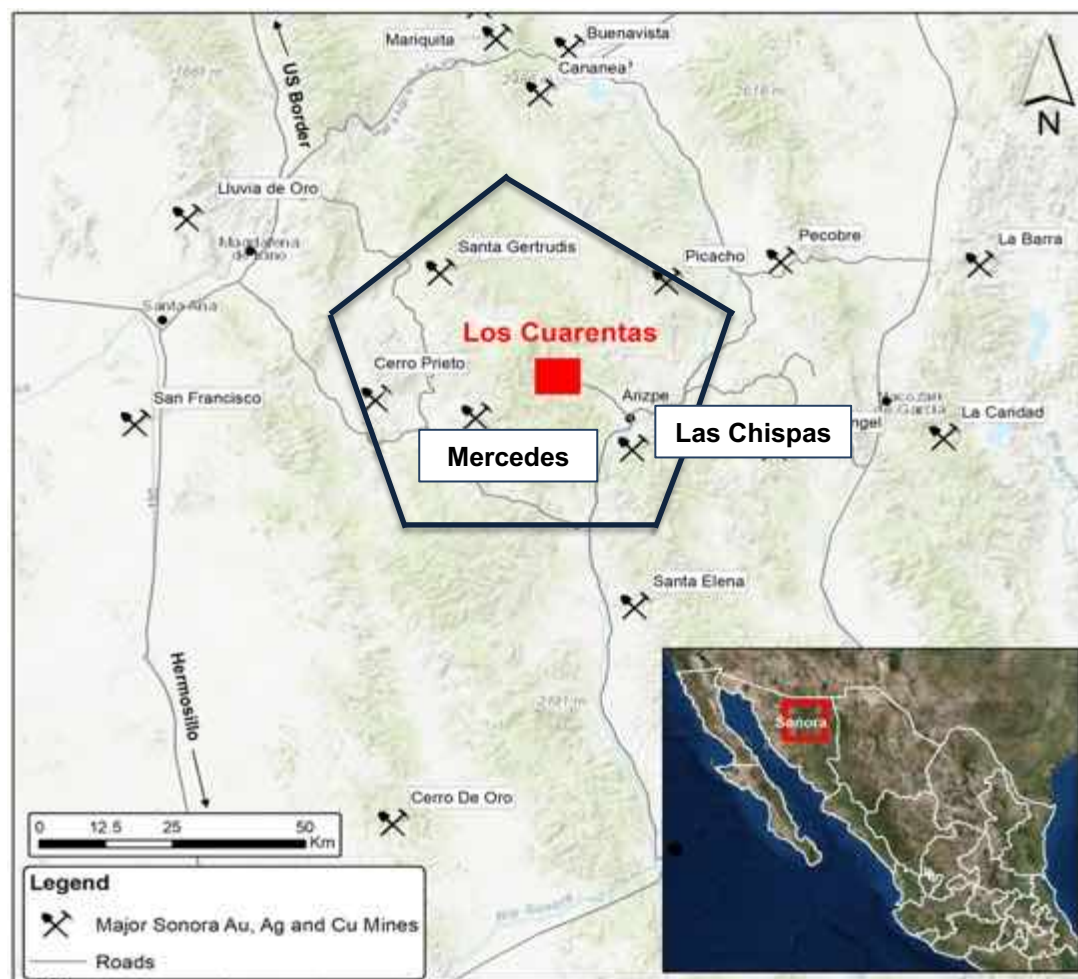 Mariquita
Buenavista
Cananea¹
US Border
N
Lluvia de Oro
Santa Gertrudis
Picacho
Pecobre
La Barra
Santa Ana
Los Cuarentas
Cerro Prieto
San Francisco
Arizpe
Mercedes
Las Chispas
La Caridad
Santa Elena
Hermosillo
Sonora
Cerro De Oro
0 12.5 25 50
Km
Legend
Major Sonora Au, Ag and Cu Mines
Roads